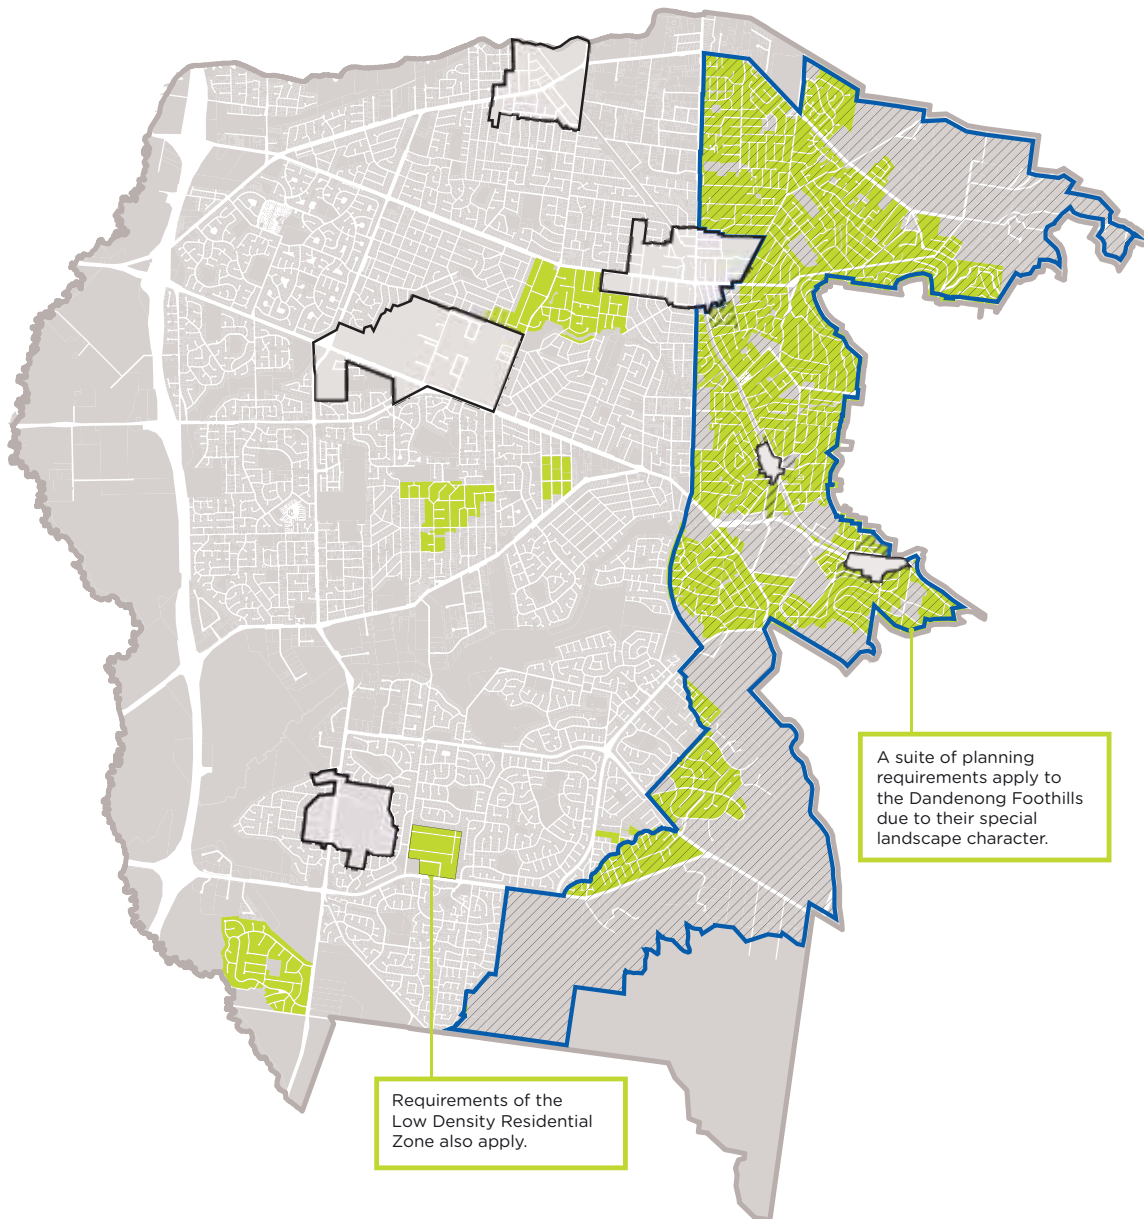 A suite of planning
requirements apply to
the Dandenong Foothills
due to their special
landscape character.
Requirements of the
Low Density Residential
Zone also apply.